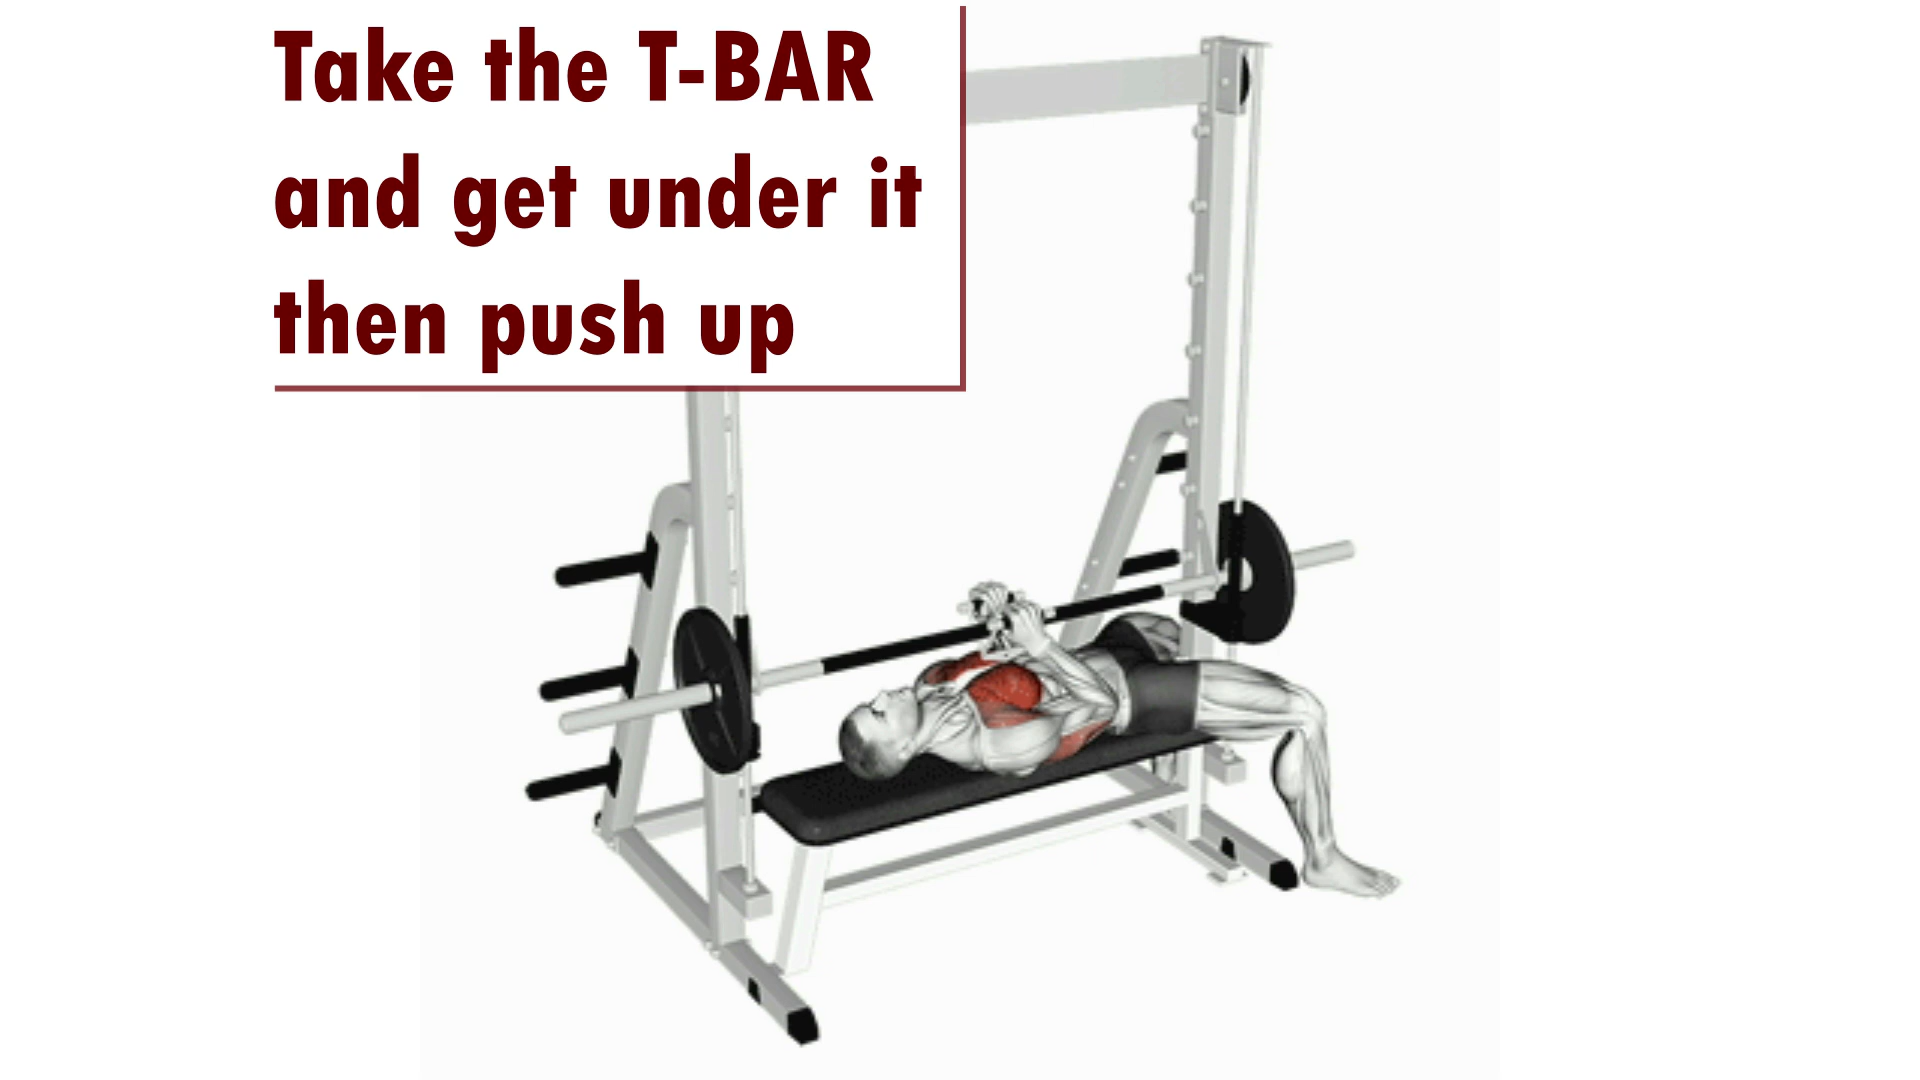 Take the T-BAR
and get under it
then push up